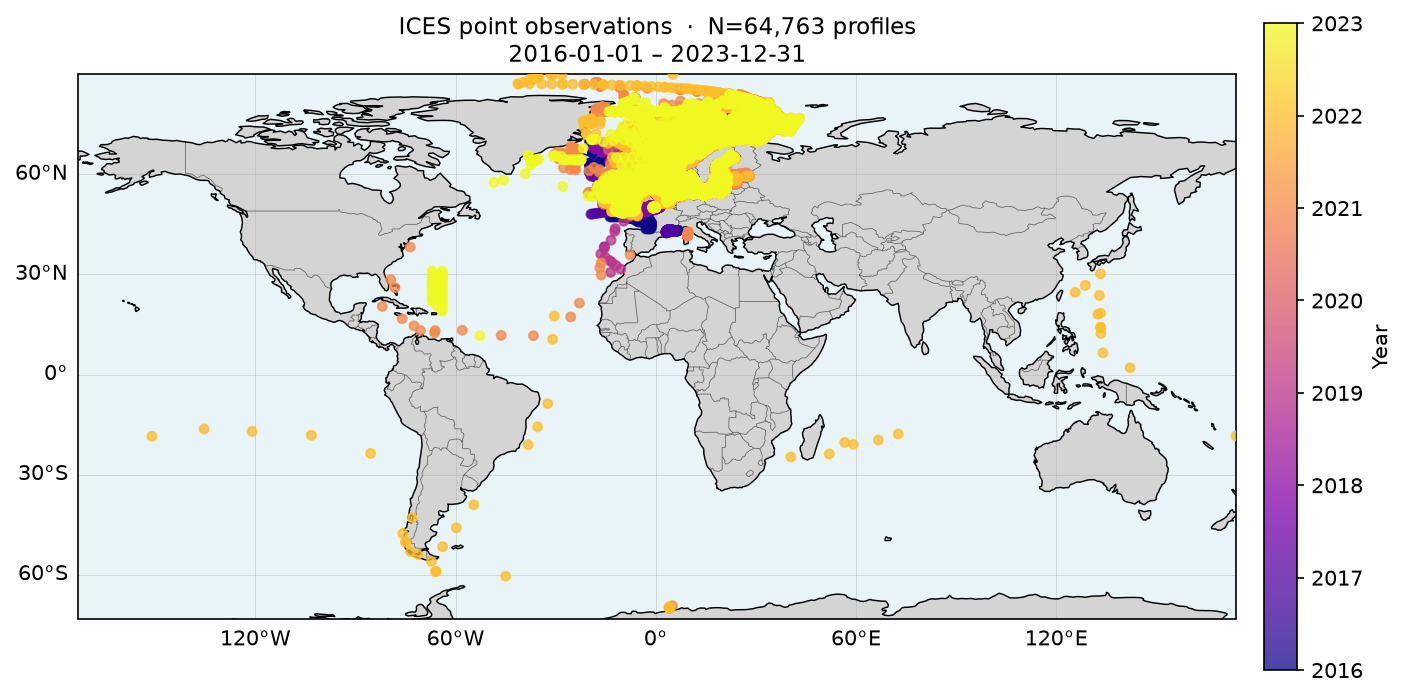 ICES point observations · N=64,763 profiles
2016-01-01 – 2023-12-31
60°N
30°N
0°
30°S
60°S
120°W
60°W
0°
60°E
120°E
2023
2022
2021
2020
2019
2018
2017
2016
Year